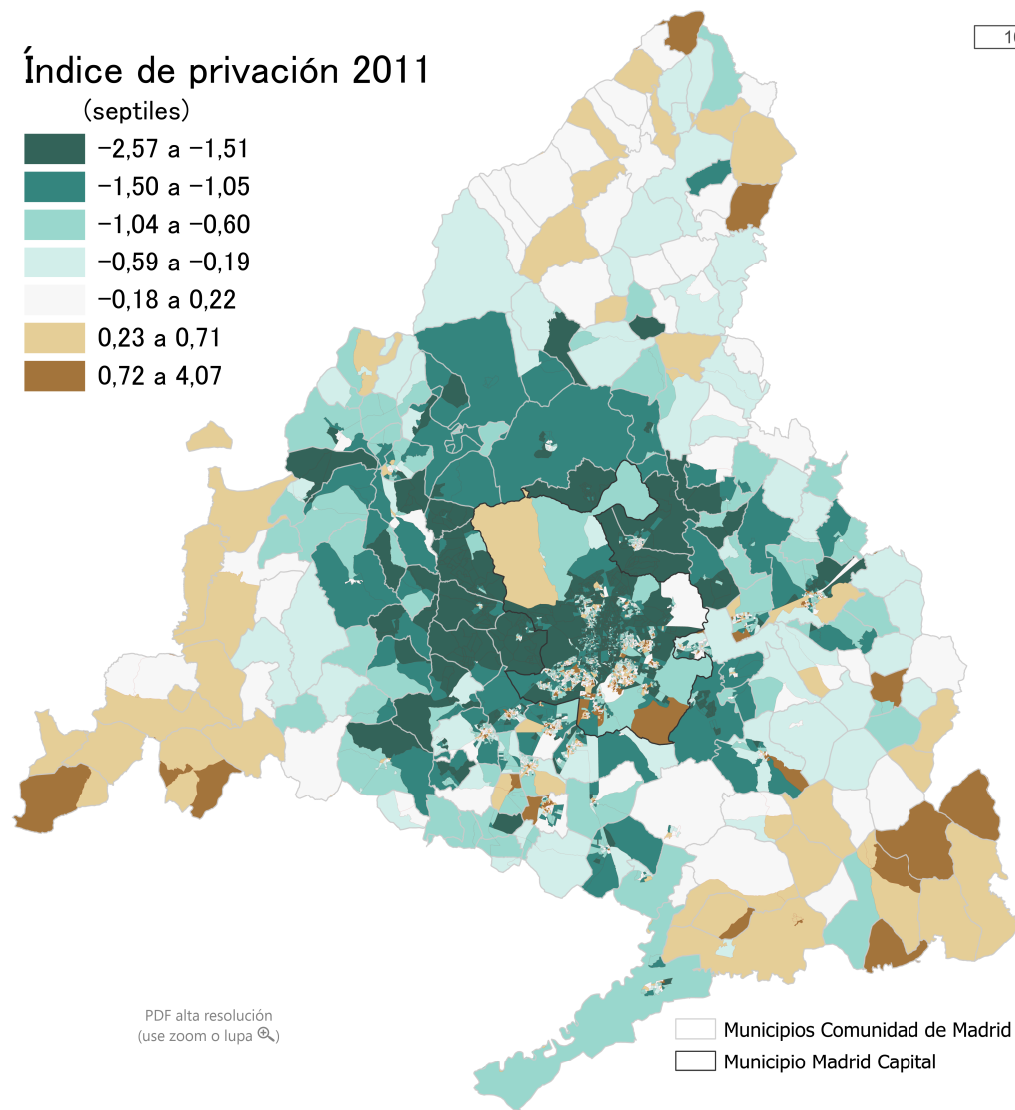 Índice de privación 2011
(septiles)
−2,57 a −1,51
−1,50 a −1,05
−1,04 a −0,60
−0,59 a −0,19
−0,18 a 0,22
0,23 a 0,71
0,72 a 4,07
PDF alta resolución
(use zoom o lupa)
Municipios Comunidad de Madrid
Municipio Madrid Capital